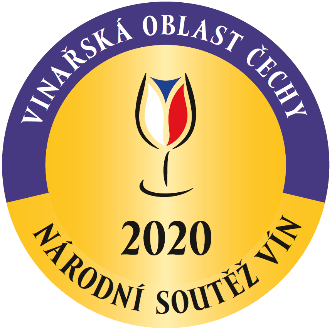 VINAŘSKÁ OBLAST ČECHY
2020
NÁRODNÍ SOUTĚŽ VÍN